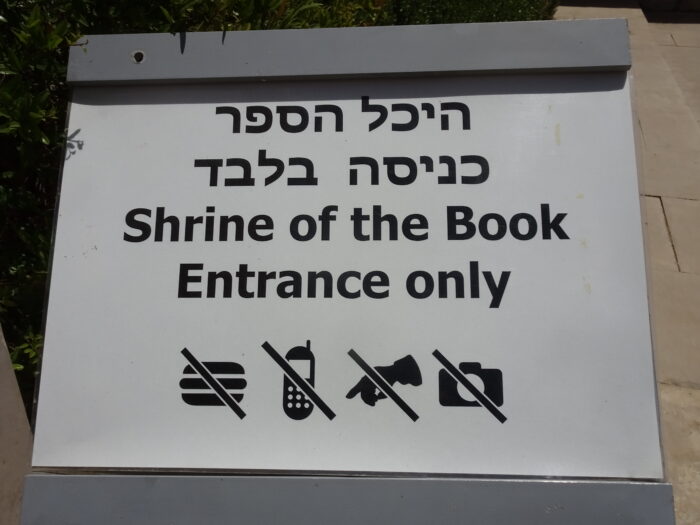 היכל הספר
כניסה בלבד
Shrine of the Book
Entrance only